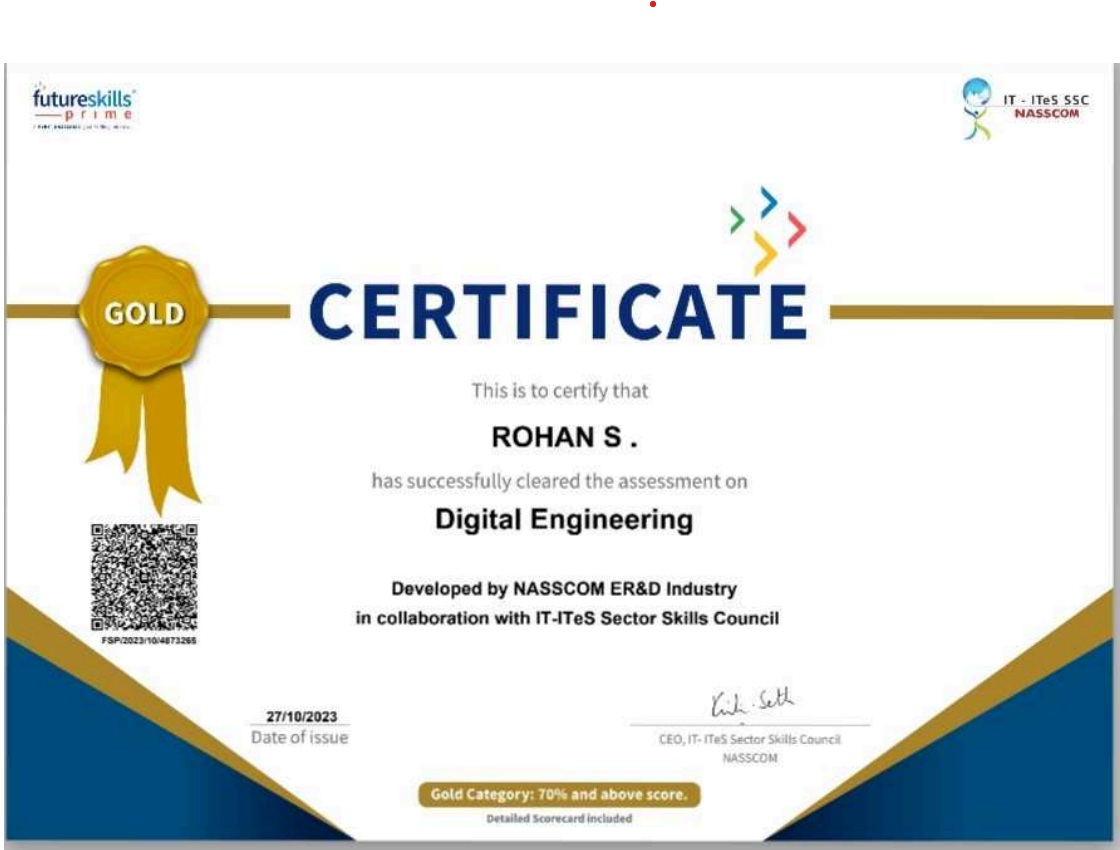 futureskills
prime
IT - ITeS SSC
NASSCOM
GOLD
CERTIFICATE
This is to certify that
ROHAN S .
has successfully cleared the assessment on
Digital Engineering
Developed by NASSCOM ER&D Industry
in collaboration with IT-ITeS Sector Skills Council
FSP/2023/10/4873265
27/10/2023
Date of issue
CEO, IT- ITeS Sector Skills Council
NASSCOM
Gold Category: 70% and above score.
Detailed Scorecard included